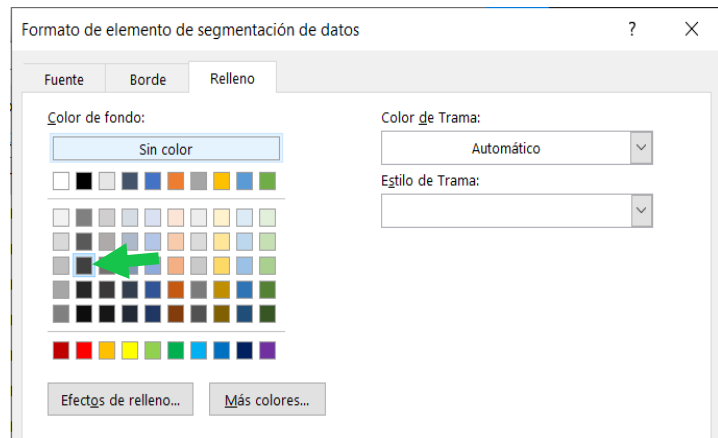 Formato de elemento de segmentación de datos ? X
Fuente Borde Relleno
Color de fondo:
Sin color
Color de Trama:
Automático
Estilo de Trama:
Efectos de relleno...
Más colores...